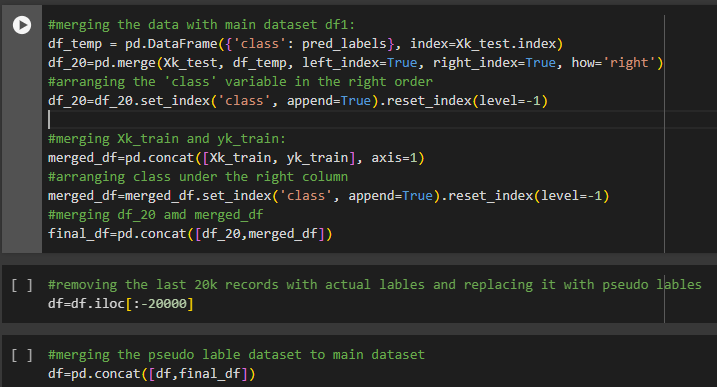 #merging the data with main dataset df1:
df_temp = pd.DataFrame({'class': pred_labels}, index=Xk_test.index)
df_20=pd.merge(Xk_test, df_temp, left_index=True, right_index=True, how='right')
#arranging the 'class' variable in the right order
df_20=df_20.set_index('class', append=True).reset_index(level=-1)
#merging Xk_train and yk_train:
merged_df=pd.concat([Xk_train, yk_train], axis=1)
#arranging class under the right column
merged_df=merged_df.set_index('class', append=True).reset_index(level=-1)
#merging df_20 amd merged_df
final_df=pd.concat([df_20,merged_df])
[ ] #removing the last 20k records with actual lables and replacing it with pseudo lables
df=df.iloc[:-20000]
[ ] #merging the pseudo lable dataset to main dataset
df=pd.concat([df,final_df])